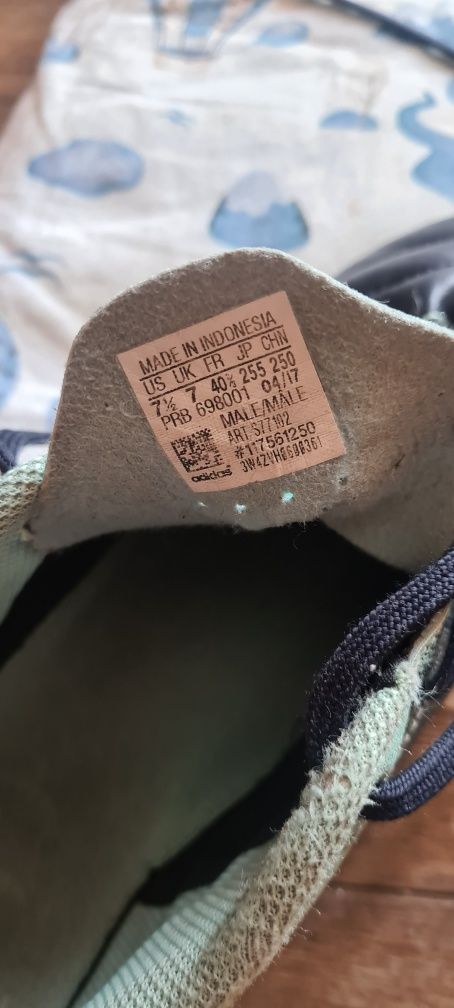 MADE IN INDONESIA
US UK FR JP CHN
7½ 7 40⅔ 255 250
PRB 698001 04/17
MALE/MÂLE
ART S77102
#117561250
adidas